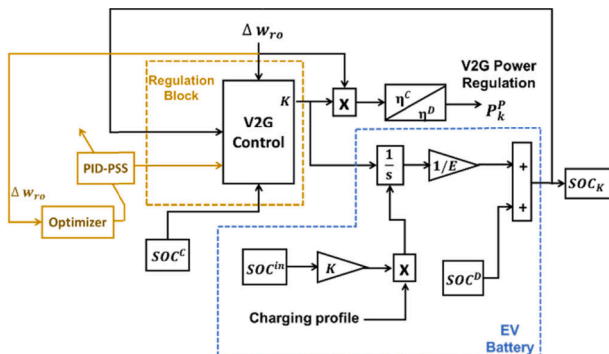 Δ w_ro
V2G Power
Regulation
Regulation
Block
K
V2G
Control
X
η^C
η^D
P_k^P
PID-PSS
1
s
1/E
+
+
SOC_K
Δ w_ro
Optimizer
SOC^C
SOC^in
K
X
SOC^D
Charging profile
EV
Battery